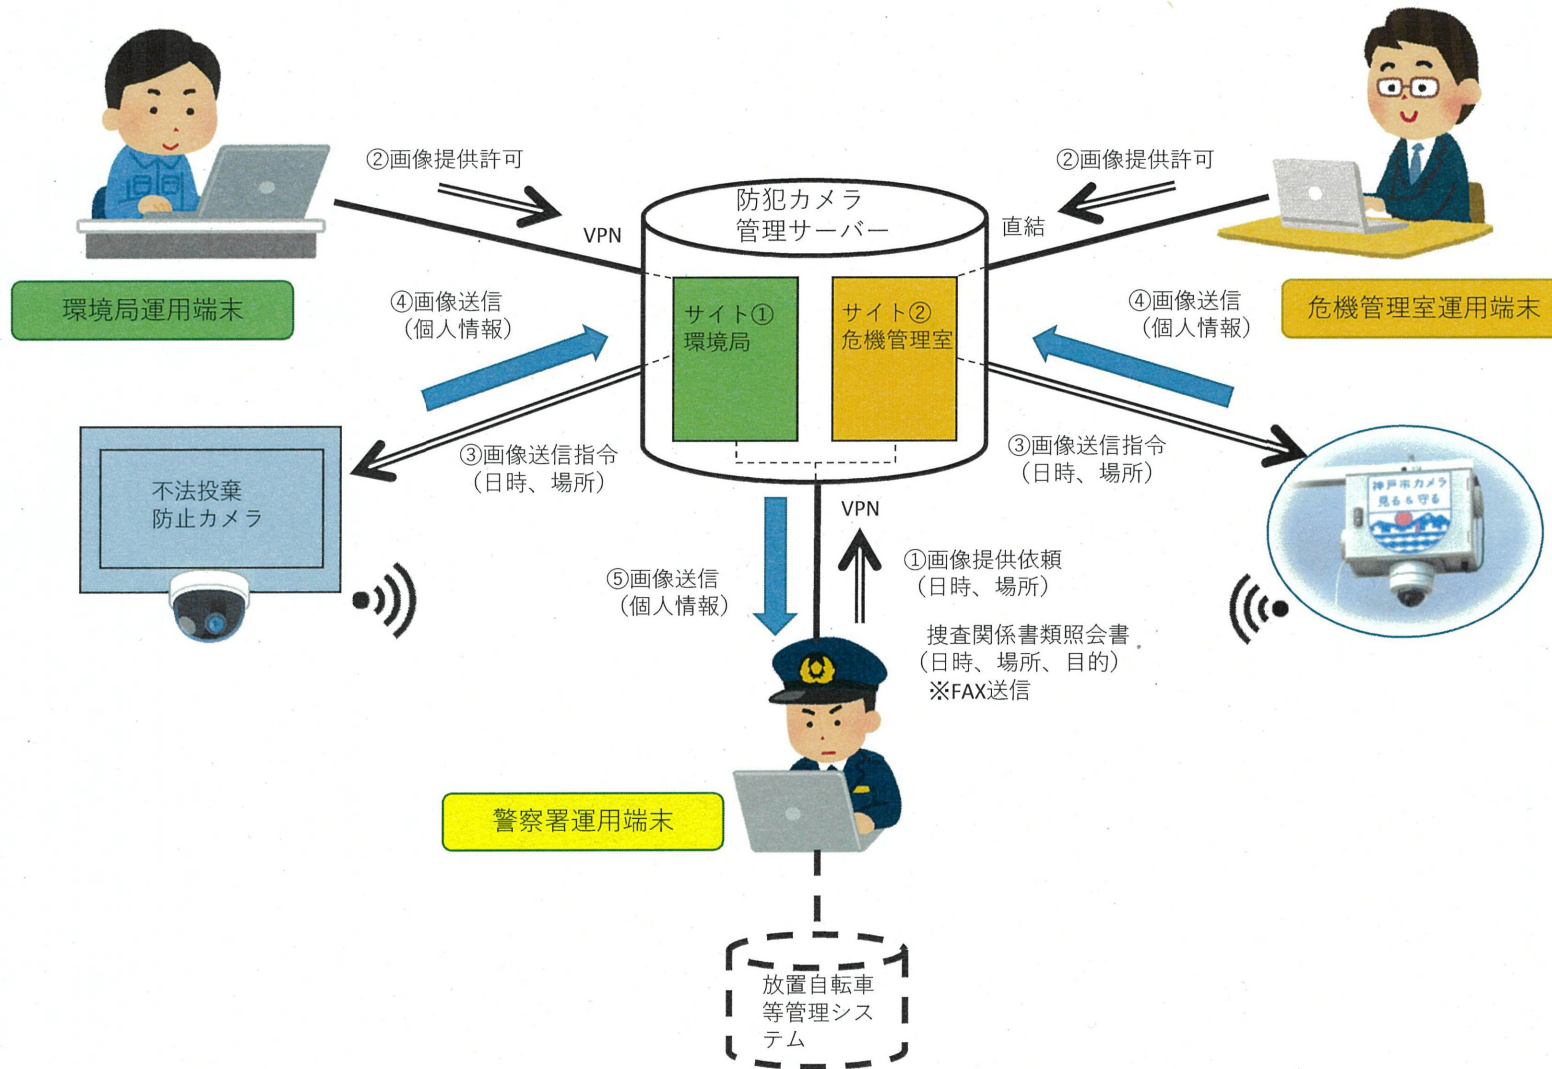 ②画像提供許可
②画像提供許可
防犯カメラ
管理サーバー
VPN
直結
環境局運用端末
④画像送信
(個人情報)
サイト①
環境局
サイト②
危機管理室
④画像送信
(個人情報)
危機管理室運用端末
③画像送信指令
(日時、場所)
③画像送信指令
(日時、場所)
不法投棄
防止カメラ
神戸市カメラ
見る&守る
VPN
①画像提供依頼
(日時、場所)
⑤画像送信
(個人情報)
捜査関係書類照会書
(日時、場所、目的)
※FAX送信
警察署運用端末
放置自転車
等管理シス
テム